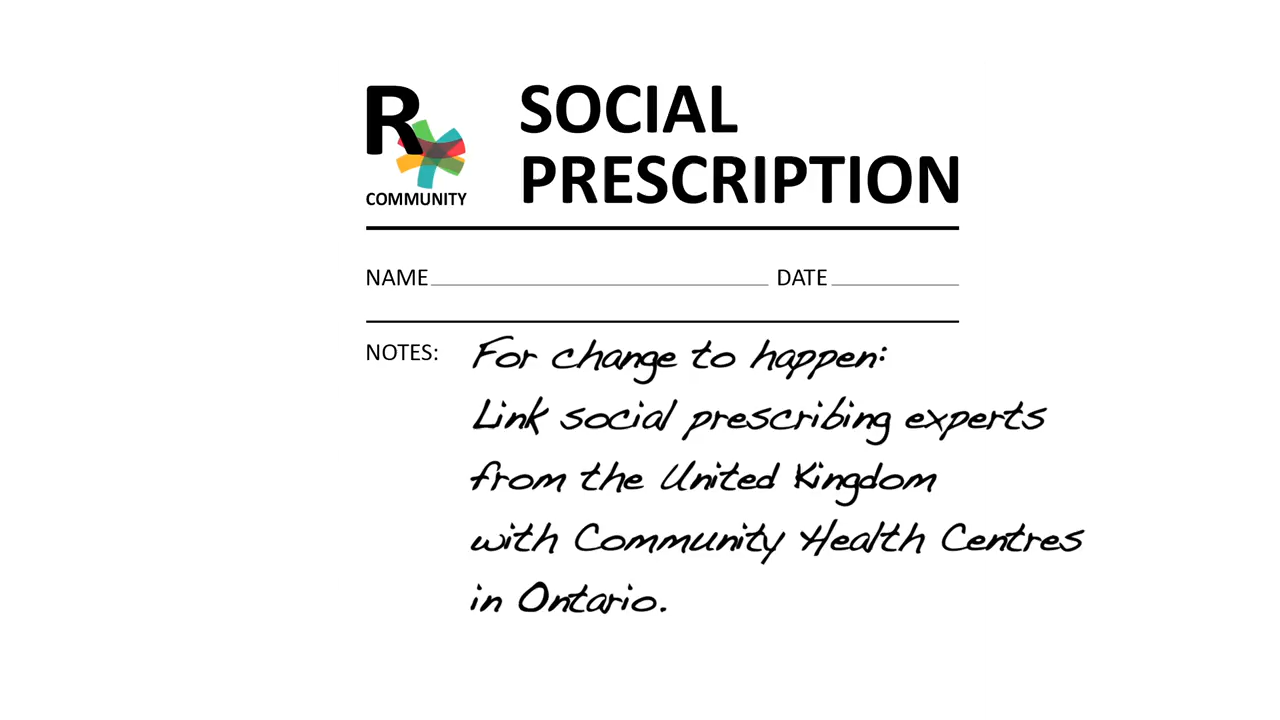 R
COMMUNITY
SOCIAL
PRESCRIPTION
NAME DATE
NOTES: For change to happen:
Link social prescribing experts
from the United Kingdom
with Community Health Centres
in Ontario.